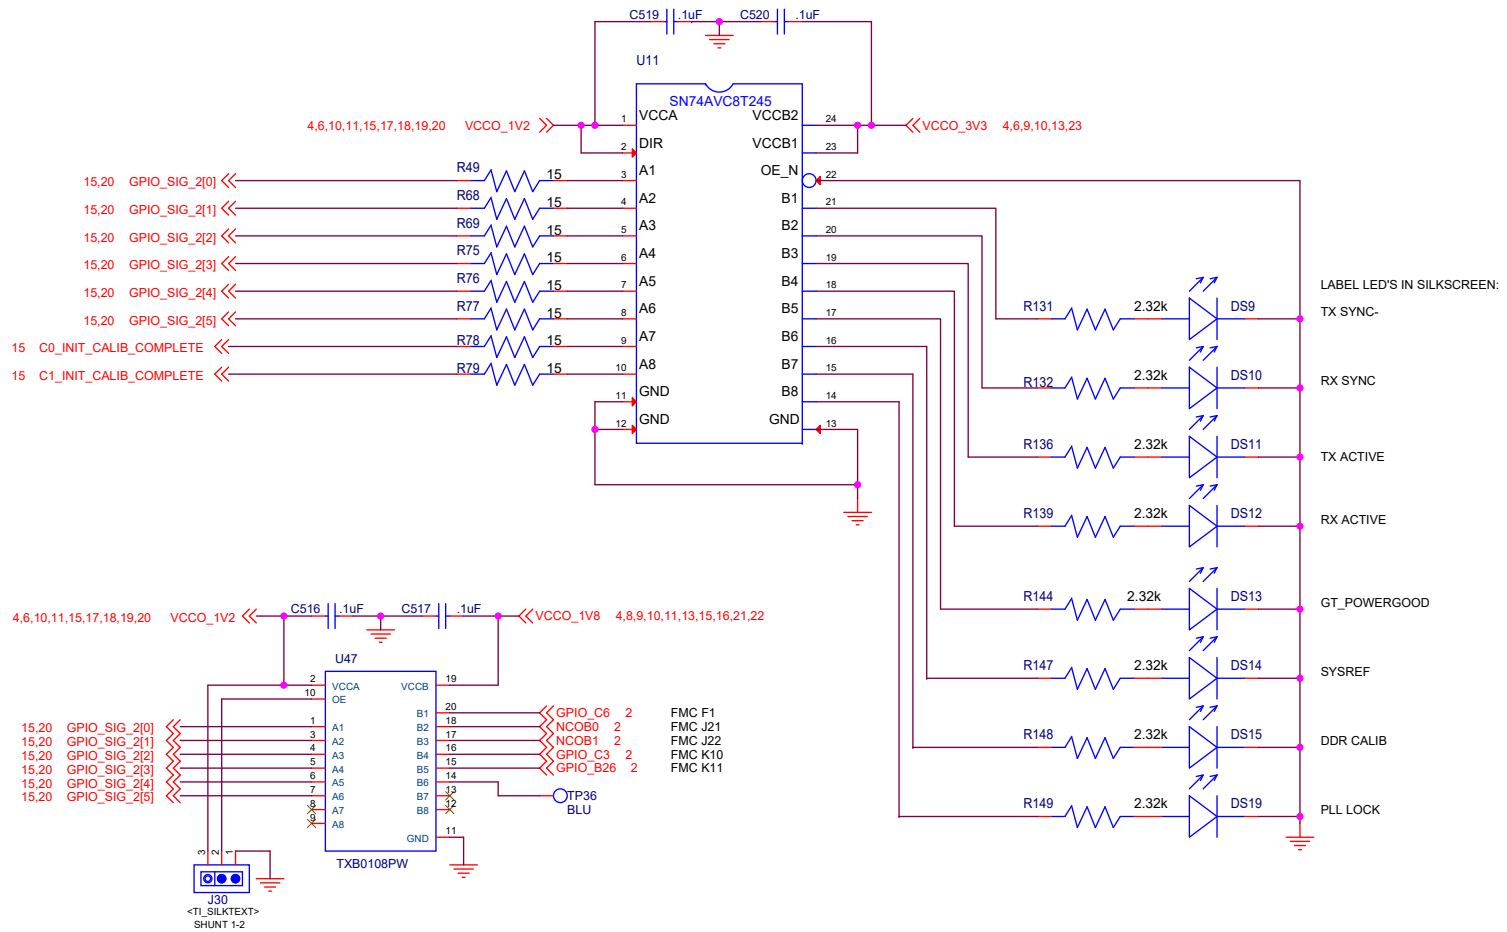 C519 .1uF C520 .1uF
U11
SN74AVC8T245
4,6,10,11,15,17,18,19,20 VCCO_1V2 1 VCCA VCCB2 24 VCCO_3V3 4,6,9,10,13,23
2 DIR VCCB1 23
15,20 GPIO_SIG_2[0] R49 15 3 A1 OE_N 22
15,20 GPIO_SIG_2[1] R68 15 4 A2 B1 21
15,20 GPIO_SIG_2[2] R69 15 5 A3 B2 20
15,20 GPIO_SIG_2[3] R75 15 6 A4 B3 19
15,20 GPIO_SIG_2[4] R76 15 7 A5 B4 18
15,20 GPIO_SIG_2[5] R77 15 8 A6 B5 17
15 C0_INIT_CALIB_COMPLETE R78 15 9 A7 B6 16
15 C1_INIT_CALIB_COMPLETE R79 15 10 A8 B7 15
11 GND B8 14
12 GND GND 13
LABEL LED'S IN SILKSCREEN:
R131 2.32k DS9 TX SYNC-
R132 2.32k DS10 RX SYNC
R136 2.32k DS11 TX ACTIVE
R139 2.32k DS12 RX ACTIVE
R144 2.32k DS13 GT_POWERGOOD
R147 2.32k DS14 SYSREF
R148 2.32k DS15 DDR CALIB
R149 2.32k DS19 PLL LOCK
4,6,10,11,15,17,18,19,20 VCCO_1V2 C516 .1uF C517 .1uF VCCO_1V8 4,8,9,10,11,13,15,16,21,22
U47
2 VCCA VCCB 19
10 OE
B1 20 GPIO_C6 2 FMC F1
15,20 GPIO_SIG_2[0] 1 A1 B2 18 NCOB0 2 FMC J21
15,20 GPIO_SIG_2[1] 3 A2 B3 17 NCOB1 2 FMC J22
15,20 GPIO_SIG_2[2] 4 A3 B4 16 GPIO_C3 2 FMC K10
15,20 GPIO_SIG_2[3] 5 A4 B5 15 GPIO_B26 2 FMC K11
15,20 GPIO_SIG_2[4] 6 A5 B6 14
15,20 GPIO_SIG_2[5] 7 A6 B7 13 TP36
8 A7 B8 12 BLU
9 A8
GND 11
TXB0108PW
3 2 1
J30
<TI_SILKTEXT>
SHUNT 1-2